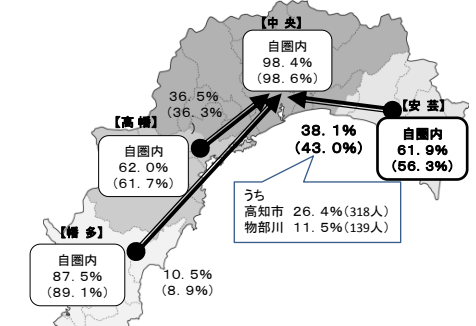 【中 央】
自圏内
98.4%
(98.6%)
36.5%
(36.3%
【高 幡】
自圏内
62.0%
(61.7%)
【安 芸】
自圏内
61.9%
(56.3%)
38.1%
(43.0%)
うち
高知市 26.4%(318人)
物部川 11.5%(139人)
【幡 多】
自圏内
87.5%
(89.1%)
10.5%
(8.9%)